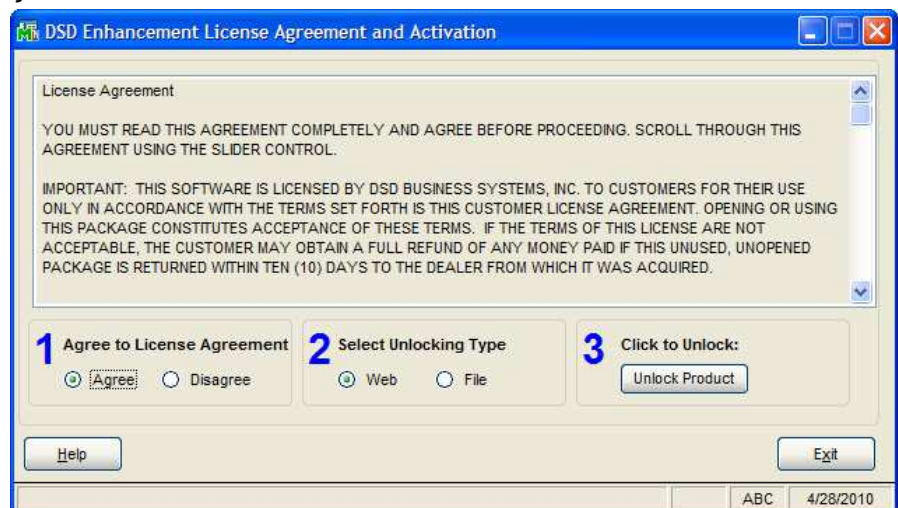 DSD Enhancement License Agreement and Activation
License Agreement
YOU MUST READ THIS AGREEMENT COMPLETELY AND AGREE BEFORE PROCEEDING. SCROLL THROUGH THIS
AGREEMENT USING THE SLIDER CONTROL.
IMPORTANT: THIS SOFTWARE IS LICENSED BY DSD BUSINESS SYSTEMS, INC. TO CUSTOMERS FOR THEIR USE
ONLY IN ACCORDANCE WITH THE TERMS SET FORTH IS THIS CUSTOMER LICENSE AGREEMENT. OPENING OR USING
THIS PACKAGE CONSTITUTES ACCEPTANCE OF THESE TERMS. IF THE TERMS OF THIS LICENSE ARE NOT
ACCEPTABLE, THE CUSTOMER MAY OBTAIN A FULL REFUND OF ANY MONEY PAID IF THIS UNUSED, UNOPENED
PACKAGE IS RETURNED WITHIN TEN (10) DAYS TO THE DEALER FROM WHICH IT WAS ACQUIRED.
1 Agree to License Agreement
Agree Disagree
2 Select Unlocking Type
Web File
3 Click to Unlock:
Unlock Product
Help
Exit
ABC 4/28/2010